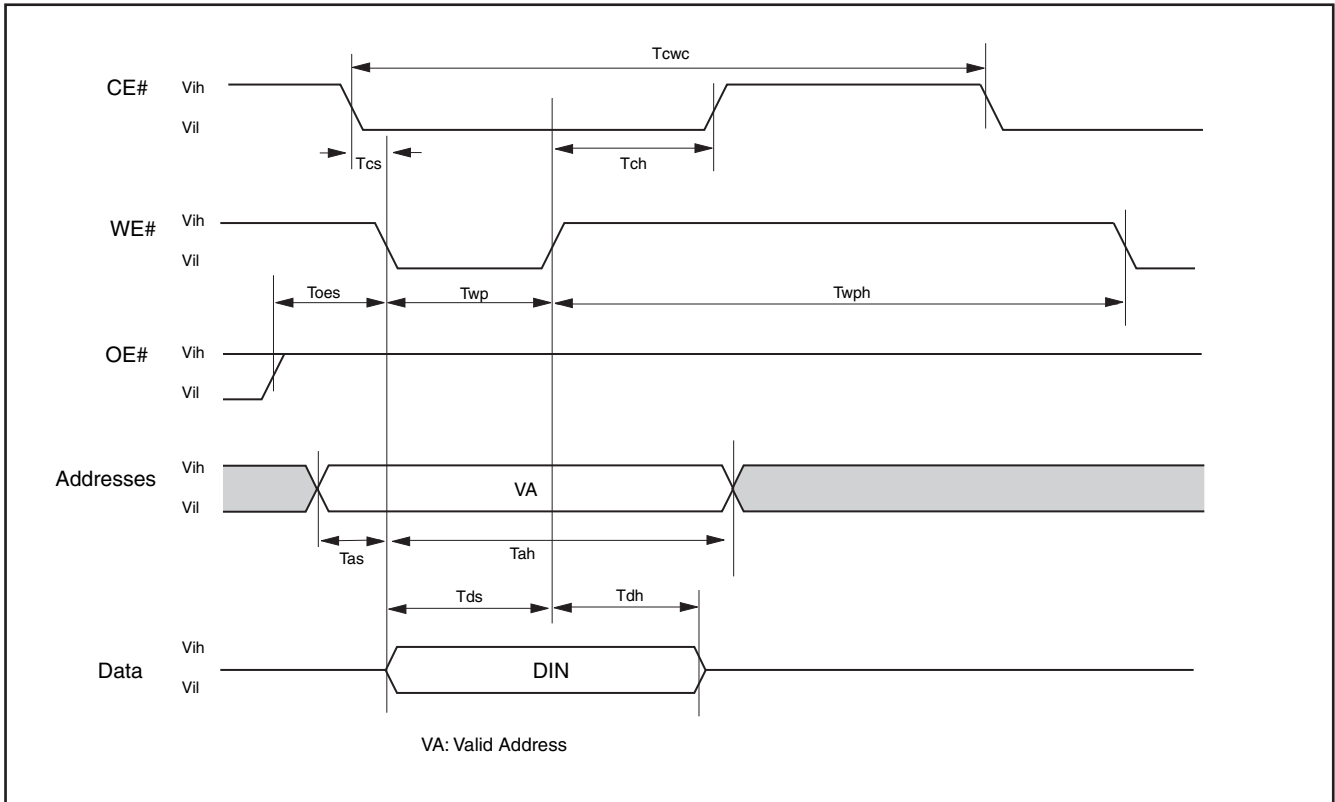 Tcwc
CE#
Vih
Vil
Tcs
Tch
WE#
Vih
Vil
Toes
Twp
Twph
OE#
Vih
Vil
Addresses
Vih
VA
Vil
Tas
Tah
Tds
Tdh
Data
Vih
DIN
Vil
VA: Valid Address